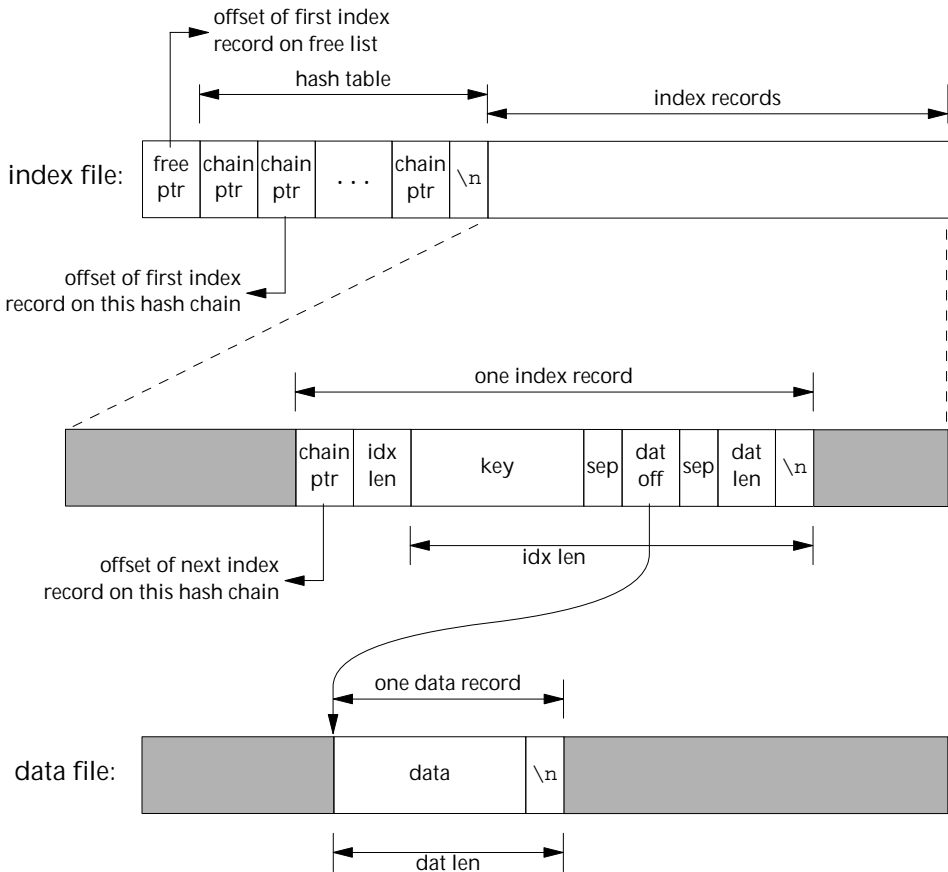 offset of first index
record on free list
hash table
index records
index file:
free
ptr
chain
ptr
chain
ptr
...
chain
ptr
\n
offset of first index
record on this hash chain
one index record
chain
ptr
idx
len
key
sep
dat
off
sep
dat
len
\n
idx len
offset of next index
record on this hash chain
one data record
data file:
data
\n
dat len